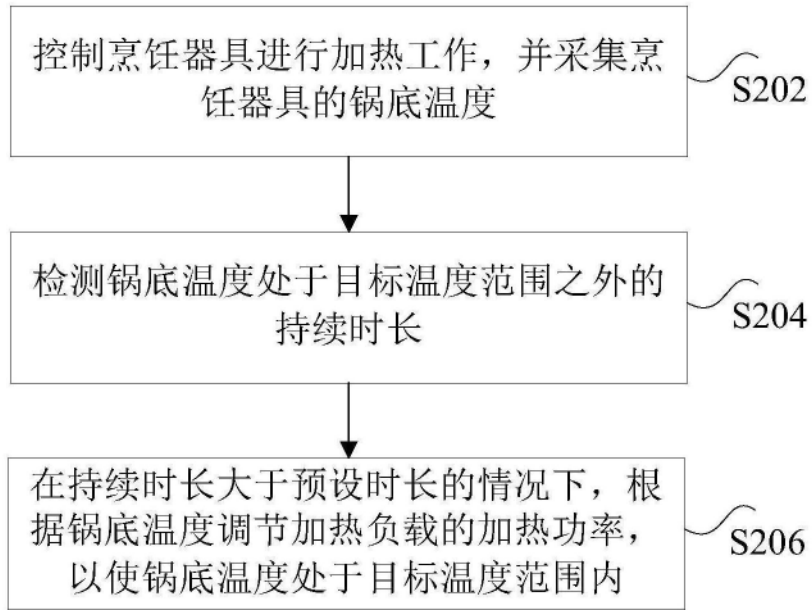 控制烹饪器具进行加热工作，并采集烹
饪器具的锅底温度
S202
检测锅底温度处于目标温度范围之外的
持续时长
S204
在持续时长大于预设时长的情况下，根
据锅底温度调节加热负载的加热功率，
以使锅底温度处于目标温度范围内
S206